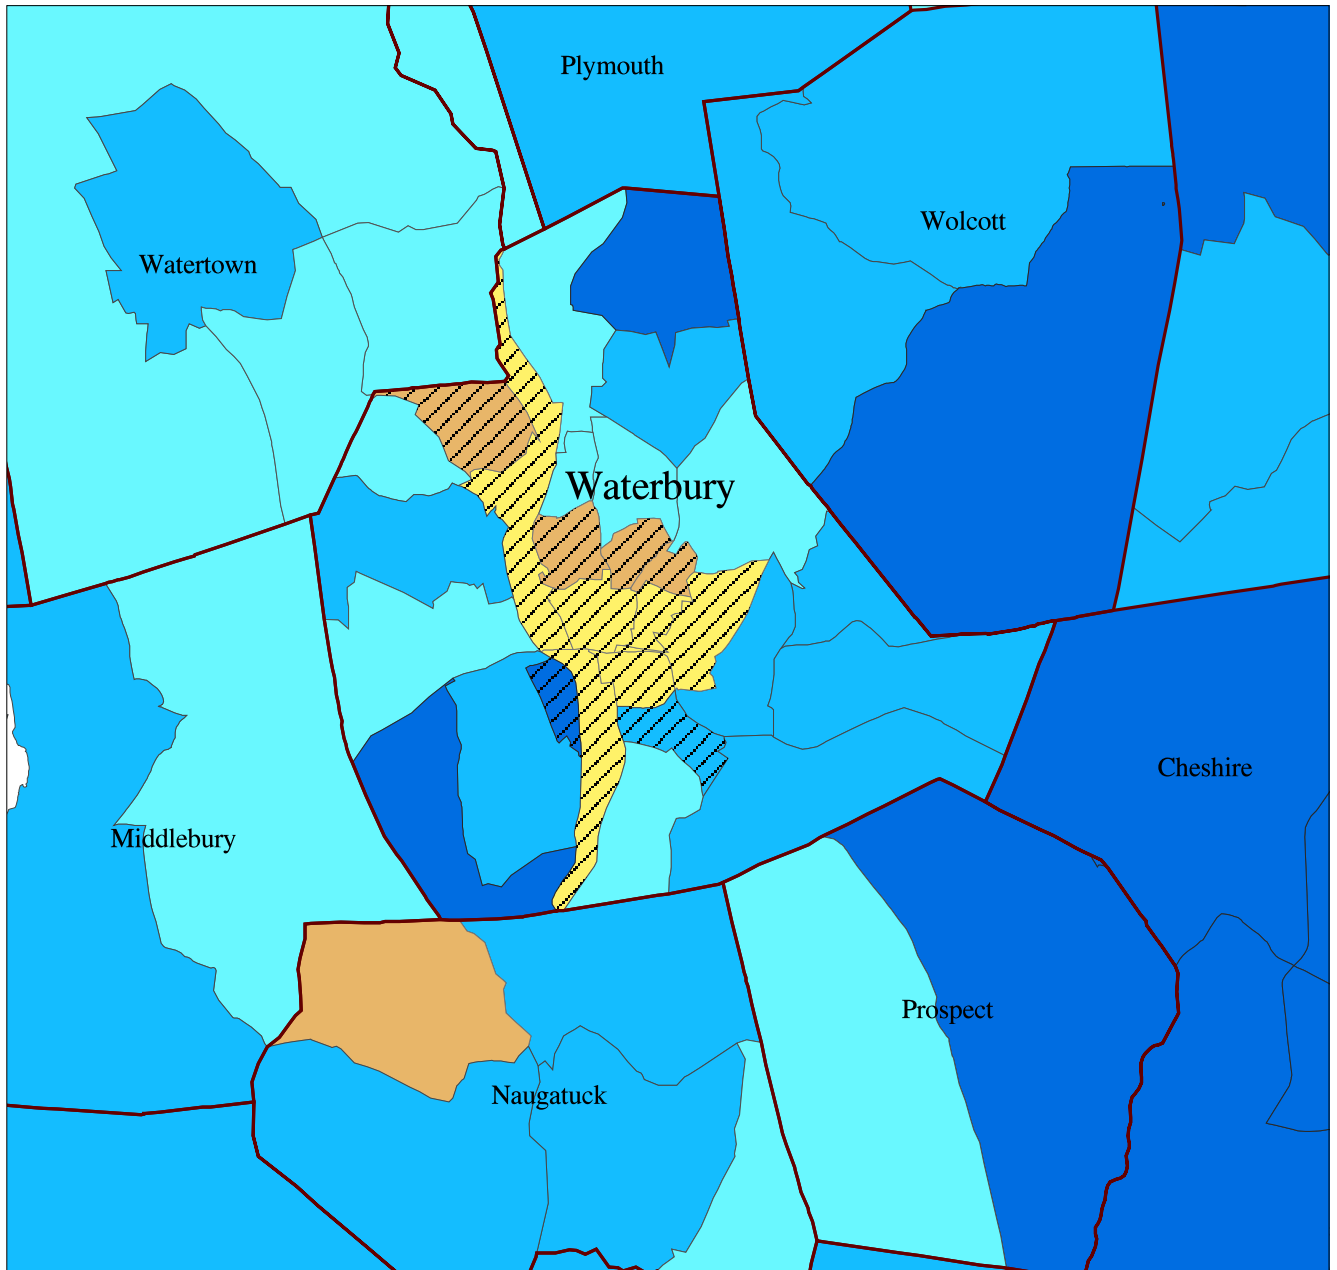 Plymouth
Wolcott
Watertown
Waterbury
Cheshire
Middlebury
Prospect
Naugatuck